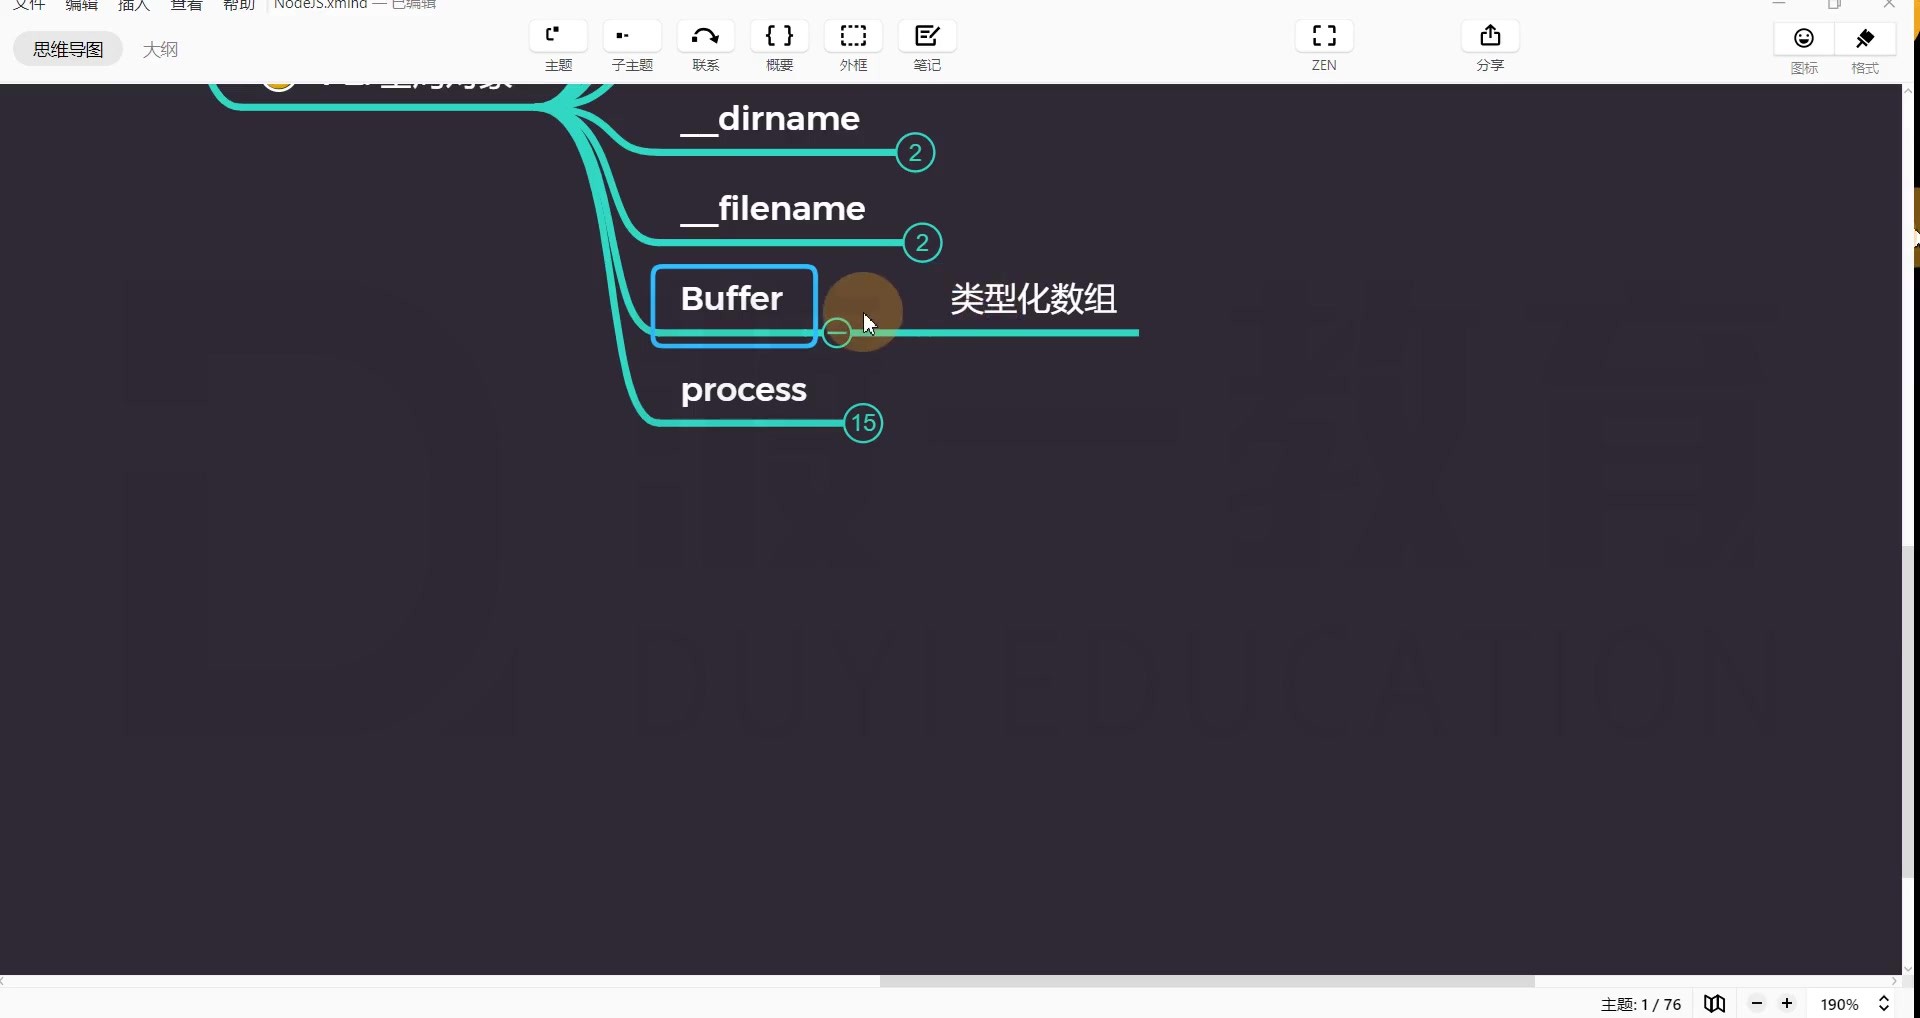 文件 编辑 插入 查看 帮助 NodeJS.xmind — 已编辑
思维导图 大纲
主题 子主题 联系 概要 外框 笔记 ZEN 分享 图标 格式
__dirname
2
__filename
2
Buffer 类型化数组
process
15
DUYI EDUCATION
主题: 1 / 76 190%